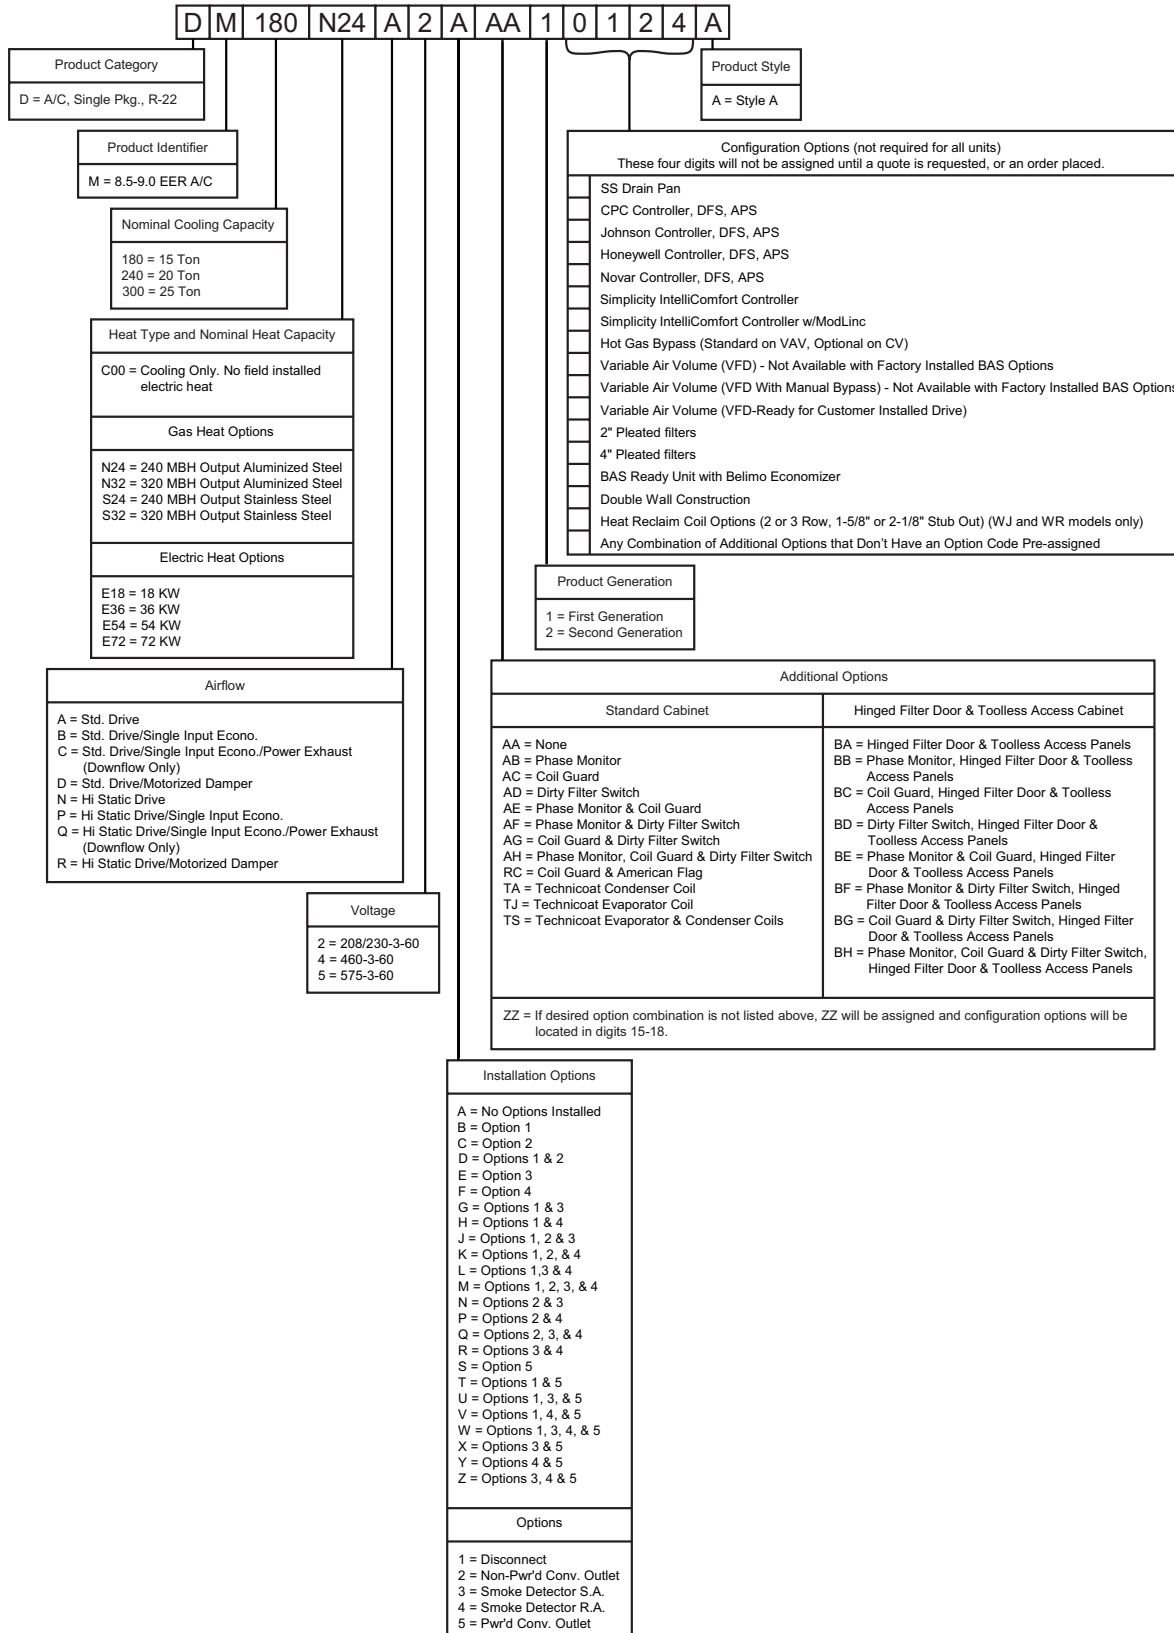 D M 180 N24 A 2 A AA 1 0 1 2 4 A
Product Category
D = A/C, Single Pkg., R-22
Product Style
A = Style A
Product Identifier
M = 8.5-9.0 EER A/C
Nominal Cooling Capacity
180 = 15 Ton
240 = 20 Ton
300 = 25 Ton
Heat Type and Nominal Heat Capacity
C00 = Cooling Only. No field installed
electric heat
Gas Heat Options
N24 = 240 MBH Output Aluminized Steel
N32 = 320 MBH Output Aluminized Steel
S24 = 240 MBH Output Stainless Steel
S32 = 320 MBH Output Stainless Steel
Electric Heat Options
E18 = 18 KW
E36 = 36 KW
E54 = 54 KW
E72 = 72 KW
Configuration Options (not required for all units)
These four digits will not be assigned until a quote is requested, or an order placed.
SS Drain Pan
CPC Controller, DFS, APS
Johnson Controller, DFS, APS
Honeywell Controller, DFS, APS
Novar Controller, DFS, APS
Simplicity IntelliComfort Controller
Simplicity IntelliComfort Controller w/ModLinc
Hot Gas Bypass (Standard on VAV, Optional on CV)
Variable Air Volume (VFD) - Not Available with Factory Installed BAS Options
Variable Air Volume (VFD With Manual Bypass) - Not Available with Factory Installed BAS Options
Variable Air Volume (VFD-Ready for Customer Installed Drive)
2" Pleated filters
4" Pleated filters
BAS Ready Unit with Belimo Economizer
Double Wall Construction
Heat Reclaim Coil Options (2 or 3 Row, 1-5/8" or 2-1/8" Stub Out) (WJ and WR models only)
Any Combination of Additional Options that Don't Have an Option Code Pre-assigned
Product Generation
1 = First Generation
2 = Second Generation
Airflow
A = Std. Drive
B = Std. Drive/Single Input Econo.
C = Std. Drive/Single Input Econo./Power Exhaust
(Downflow Only)
D = Std. Drive/Motorized Damper
N = Hi Static Drive
P = Hi Static Drive/Single Input Econo.
Q = Hi Static Drive/Single Input Econo./Power Exhaust
(Downflow Only)
R = Hi Static Drive/Motorized Damper
Voltage
2 = 208/230-3-60
4 = 460-3-60
5 = 575-3-60
Additional Options
Standard Cabinet
AA = None
AB = Phase Monitor
AC = Coil Guard
AD = Dirty Filter Switch
AE = Phase Monitor & Coil Guard
AF = Phase Monitor & Dirty Filter Switch
AG = Coil Guard & Dirty Filter Switch
AH = Phase Monitor, Coil Guard & Dirty Filter Switch
RC = Coil Guard & American Flag
TA = Technicoat Condenser Coil
TJ = Technicoat Evaporator Coil
TS = Technicoat Evaporator & Condenser Coils
Hinged Filter Door & Toolless Access Cabinet
BA = Hinged Filter Door & Toolless Access Panels
BB = Phase Monitor, Hinged Filter Door & Toolless
Access Panels
BC = Coil Guard, Hinged Filter Door & Toolless
Access Panels
BD = Dirty Filter Switch, Hinged Filter Door &
Toolless Access Panels
BE = Phase Monitor & Coil Guard, Hinged Filter
Door & Toolless Access Panels
BF = Phase Monitor & Dirty Filter Switch, Hinged
Filter Door & Toolless Access Panels
BG = Coil Guard & Dirty Filter Switch, Hinged Filter
Door & Toolless Access Panels
BH = Phase Monitor, Coil Guard & Dirty Filter Switch,
Hinged Filter Door & Toolless Access Panels
ZZ = If desired option combination is not listed above, ZZ will be assigned and configuration options will be
located in digits 15-18.
Installation Options
A = No Options Installed
B = Option 1
C = Option 2
D = Options 1 & 2
E = Option 3
F = Option 4
G = Options 1 & 3
H = Options 1 & 4
J = Options 1, 2 & 3
K = Options 1, 2, & 4
L = Options 1,3 & 4
M = Options 1, 2, 3, & 4
N = Options 2 & 3
P = Options 2 & 4
Q = Options 2, 3, & 4
R = Options 3 & 4
S = Option 5
T = Options 1 & 5
U = Options 1, 3, & 5
V = Options 1, 4, & 5
W = Options 1, 3, 4, & 5
X = Options 3 & 5
Y = Options 4 & 5
Z = Options 3, 4 & 5
Options
1 = Disconnect
2 = Non-Pwr'd Conv. Outlet
3 = Smoke Detector S.A.
4 = Smoke Detector R.A.
5 = Pwr'd Conv. Outlet